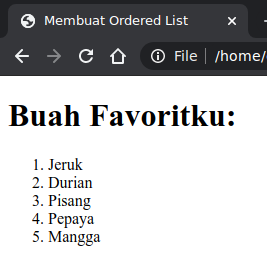 Membuat Ordered List
File /home/
Buah Favoritku:
1. Jeruk
2. Durian
3. Pisang
4. Pepaya
5. Mangga